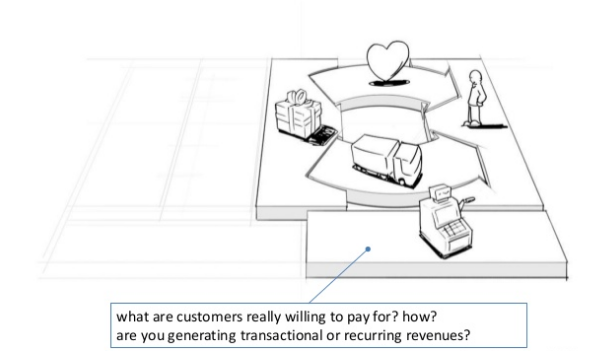 what are customers really willing to pay for? how?
are you generating transactional or recurring revenues?